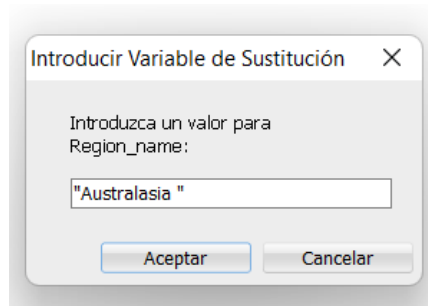 Introducir Variable de Sustitución
Introduzca un valor para
Region_name:
"Australasia "
Aceptar Cancelar